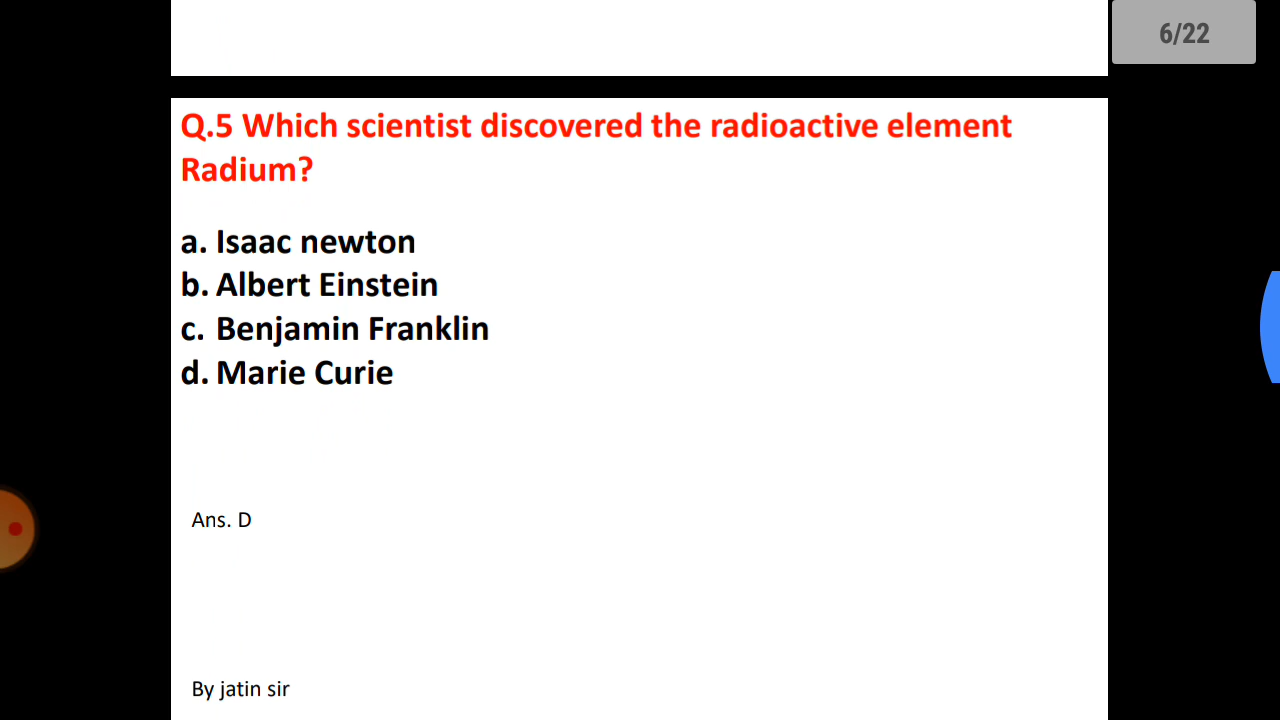 6/22
Q.5 Which scientist discovered the radioactive element
Radium?
a. Isaac newton
b. Albert Einstein
c. Benjamin Franklin
d. Marie Curie
Ans. D
By jatin sir